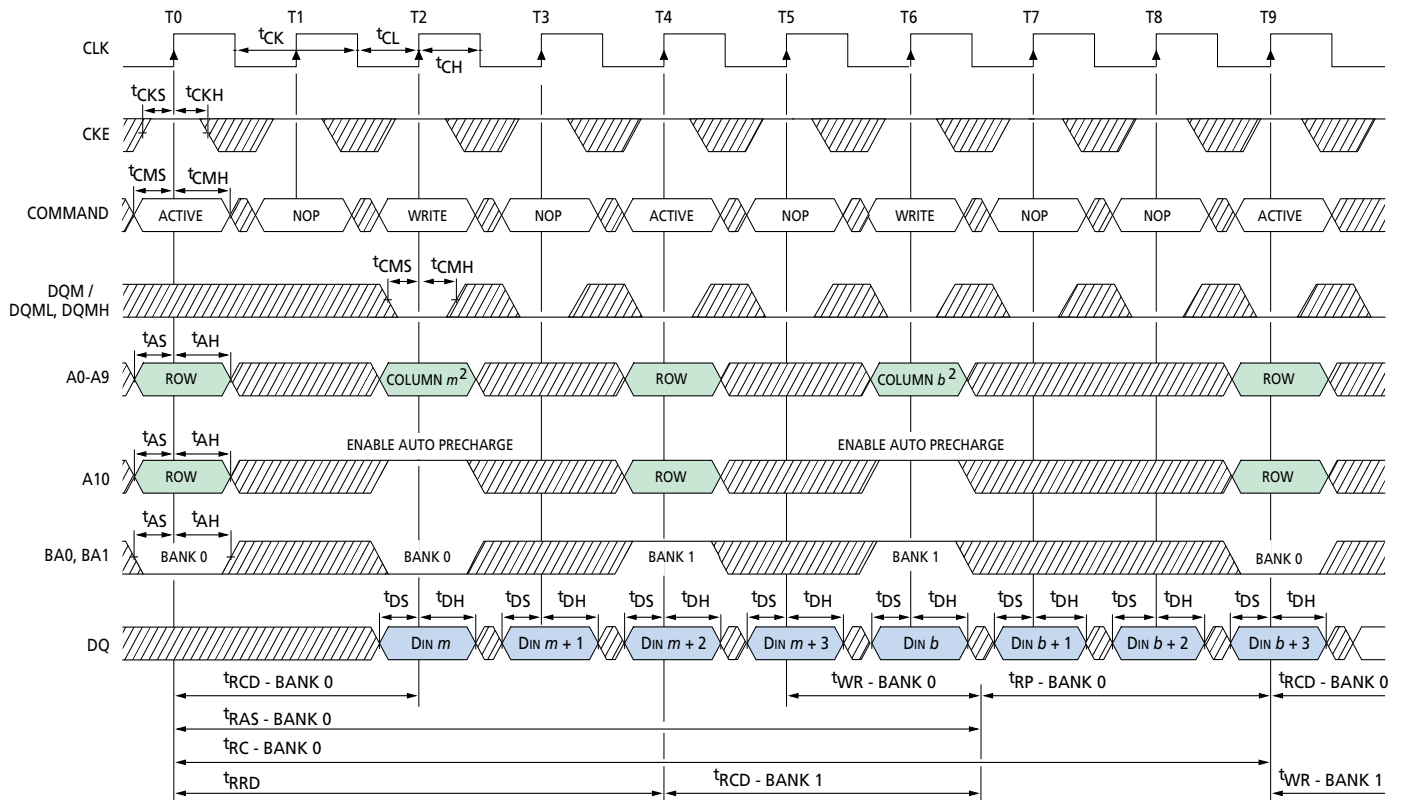 T0 T1 T2 T3 T4 T5 T6 T7 T8 T9
CLK tCK tCL tCH
tCKS tCKH
CKE
tCMS tCMH
COMMAND ACTIVE NOP WRITE NOP ACTIVE NOP WRITE NOP NOP ACTIVE
tCMS tCMH
DQM /
DQML, DQMH
tAS tAH
A0-A9 ROW COLUMN m2 ROW COLUMN b2 ROW
tAS tAH ENABLE AUTO PRECHARGE ENABLE AUTO PRECHARGE
A10 ROW ROW ROW
tAS tAH
BA0, BA1 BANK 0 BANK 0 BANK 1 BANK 1 BANK 0
tDS tDH tDS tDH tDS tDH tDS tDH tDS tDH tDS tDH tDS tDH tDS tDH
DQ DIN m DIN m + 1 DIN m + 2 DIN m + 3 DIN b DIN b + 1 DIN b + 2 DIN b + 3
tRCD - BANK 0 tWR - BANK 0 tRP - BANK 0 tRCD - BANK 0
tRAS - BANK 0
tRC - BANK 0
tRRD tRCD - BANK 1 tWR - BANK 1